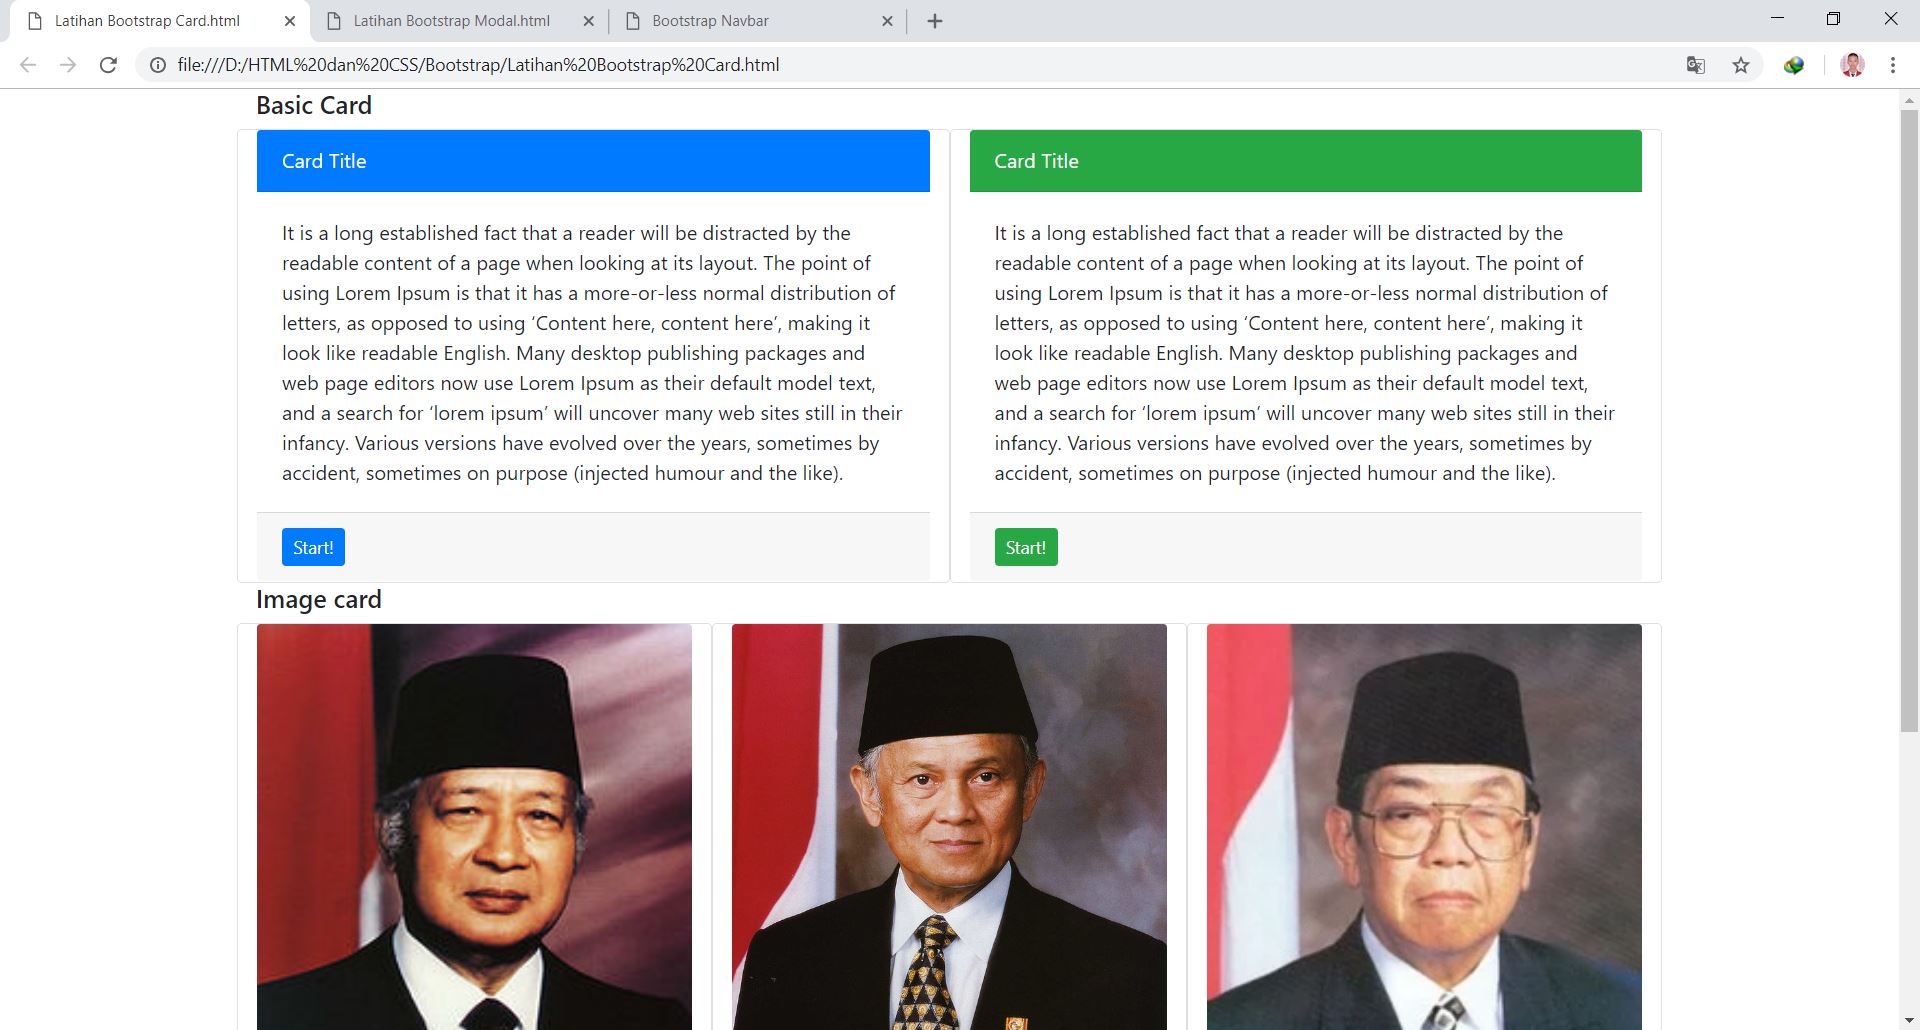 Latihan Bootstrap Card.html
Latihan Bootstrap Modal.html
Bootstrap Navbar
file:///D:/HTML%20dan%20CSS/Bootstrap/Latihan%20Bootstrap%20Card.html
Basic Card
Card Title
It is a long established fact that a reader will be distracted by the
readable content of a page when looking at its layout. The point of
using Lorem Ipsum is that it has a more-or-less normal distribution of
letters, as opposed to using ‘Content here, content here’, making it
look like readable English. Many desktop publishing packages and
web page editors now use Lorem Ipsum as their default model text,
and a search for ‘lorem ipsum’ will uncover many web sites still in their
infancy. Various versions have evolved over the years, sometimes by
accident, sometimes on purpose (injected humour and the like).
Start!
Card Title
It is a long established fact that a reader will be distracted by the
readable content of a page when looking at its layout. The point of
using Lorem Ipsum is that it has a more-or-less normal distribution of
letters, as opposed to using ‘Content here, content here’, making it
look like readable English. Many desktop publishing packages and
web page editors now use Lorem Ipsum as their default model text,
and a search for ‘lorem ipsum’ will uncover many web sites still in their
infancy. Various versions have evolved over the years, sometimes by
accident, sometimes on purpose (injected humour and the like).
Start!
Image card